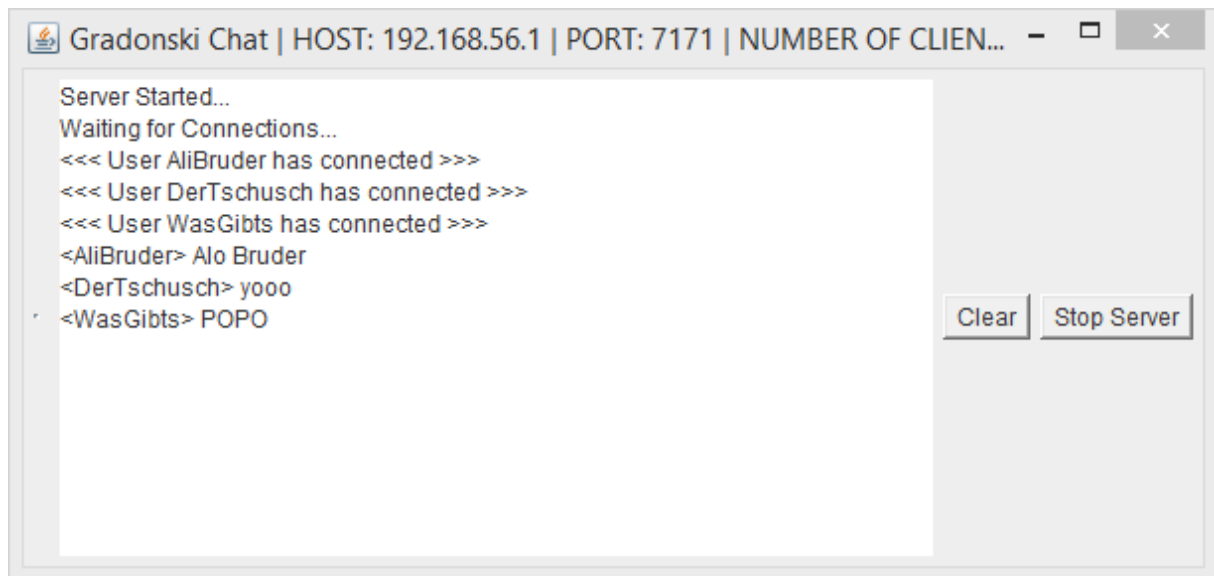 Gradonski Chat | HOST: 192.168.56.1 | PORT: 7171 | NUMBER OF CLIEN...
Server Started...
Waiting for Connections...
<<< User AliBruder has connected >>>
<<< User DerTschusch has connected >>>
<<< User WasGibts has connected >>>
<AliBruder> Alo Bruder
<DerTschusch> yooo
<WasGibts> POPO
Clear
Stop Server